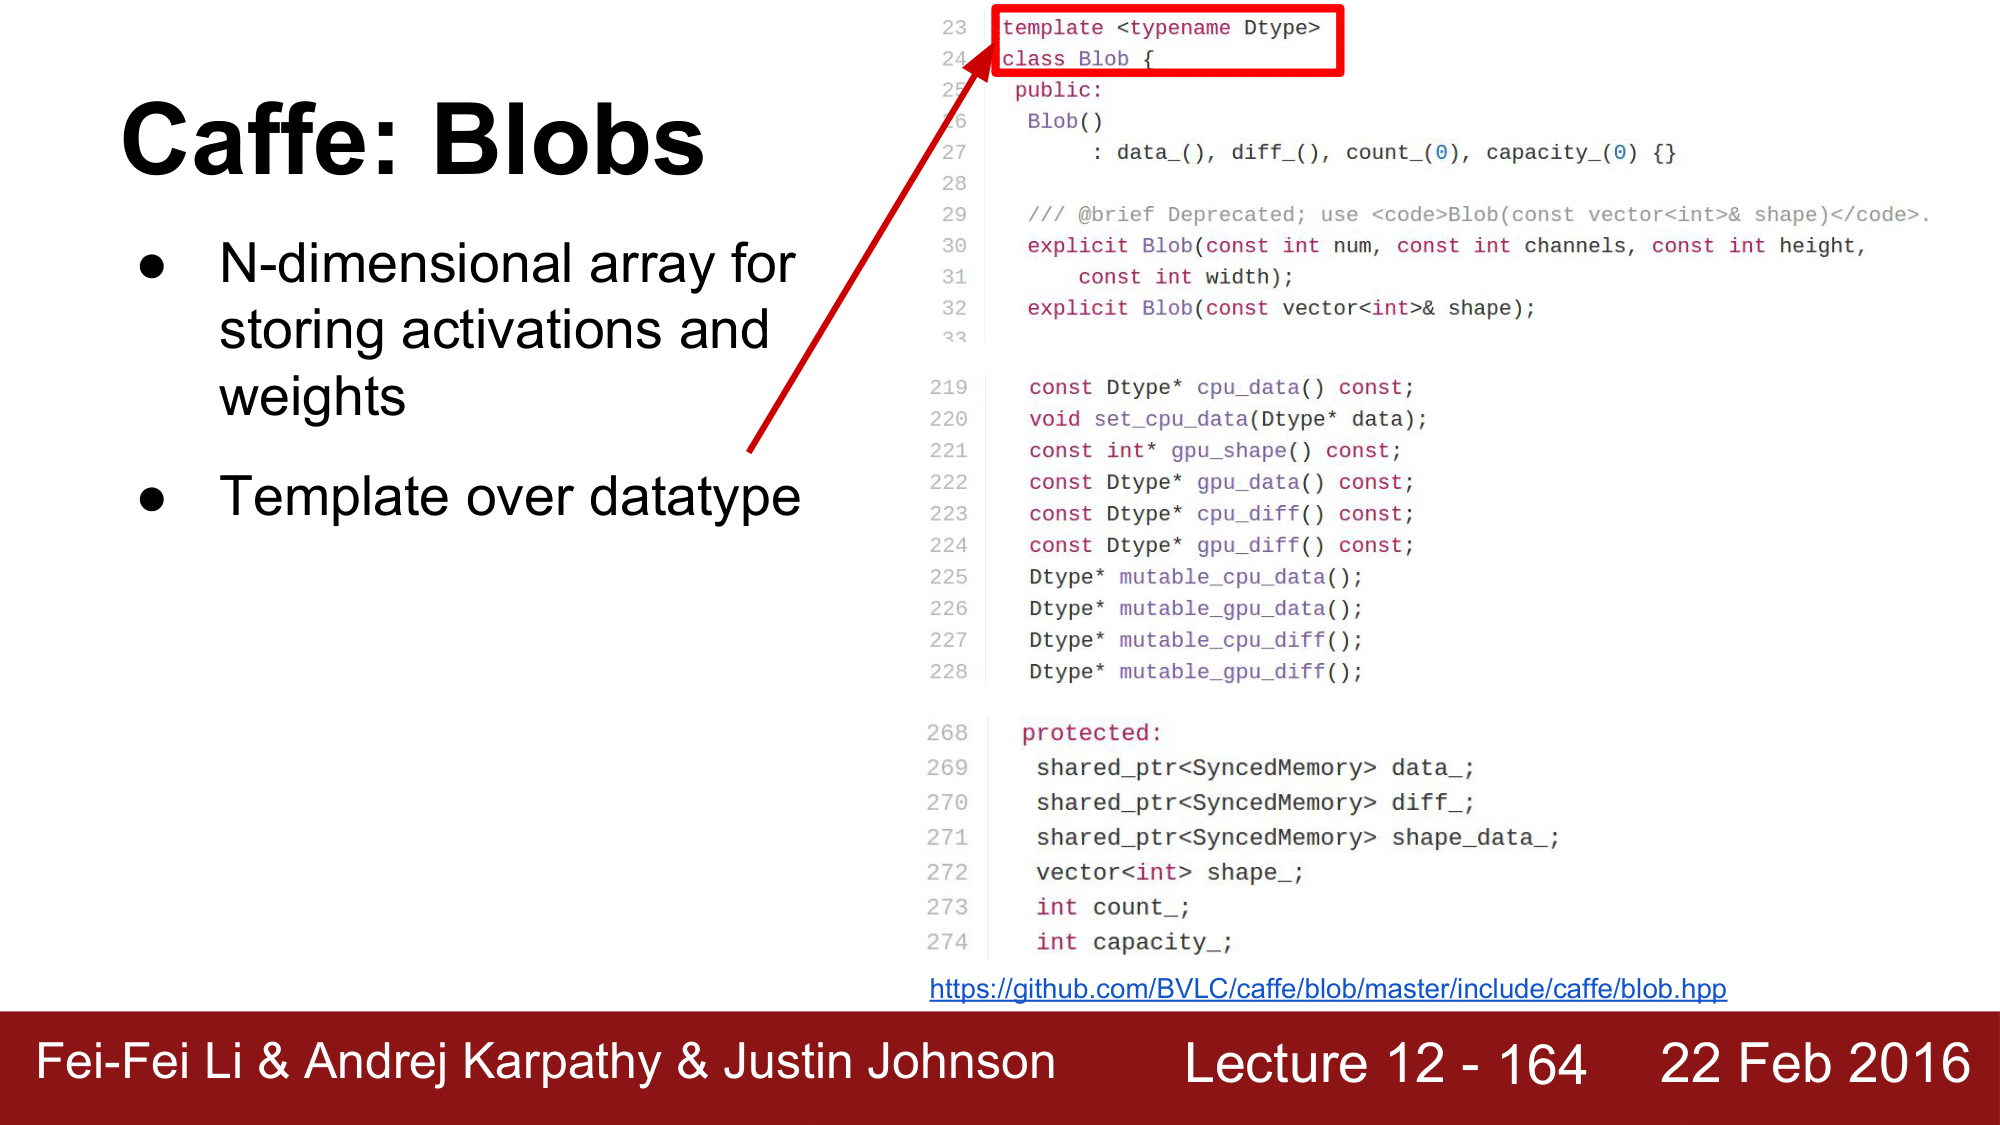 Caffe: Blobs
● N-dimensional array for
storing activations and
weights
● Template over datatype
23 template <typename Dtype>
24 class Blob {
25 public:
26 Blob()
27 : data_(), diff_(), count_(0), capacity_(0) {}
28
29 /// @brief Deprecated; use <code>Blob(const vector<int>& shape)</code>.
30 explicit Blob(const int num, const int channels, const int height,
31 const int width);
32 explicit Blob(const vector<int>& shape);
33
219 const Dtype* cpu_data() const;
220 void set_cpu_data(Dtype* data);
221 const int* gpu_shape() const;
222 const Dtype* gpu_data() const;
223 const Dtype* cpu_diff() const;
224 const Dtype* gpu_diff() const;
225 Dtype* mutable_cpu_data();
226 Dtype* mutable_gpu_data();
227 Dtype* mutable_cpu_diff();
228 Dtype* mutable_gpu_diff();
268 protected:
269 shared_ptr<SyncedMemory> data_;
270 shared_ptr<SyncedMemory> diff_;
271 shared_ptr<SyncedMemory> shape_data_;
272 vector<int> shape_;
273 int count_;
274 int capacity_;
https://github.com/BVLC/caffe/blob/master/include/caffe/blob.hpp
Fei-Fei Li & Andrej Karpathy & Justin Johnson Lecture 12 - 164 22 Feb 2016